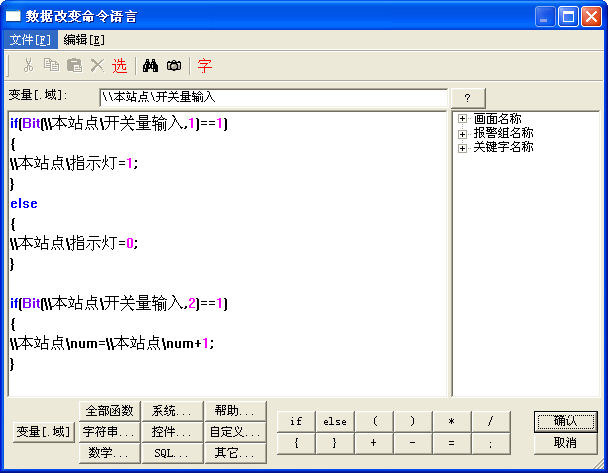 数据改变命令语言
文件[F] 编辑[E]
选 字
变量[.域]: \\本站点\开关量输入 ?
if(Bit(\\本站点\开关量输入,1)==1)
{
\\本站点\指示灯=1;
}
else
{
\\本站点\指示灯=0;
}
if(Bit(\\本站点\开关量输入,2)==1)
{
\\本站点\num=\\本站点\num+1;
}
画面名称
报警组名称
关键字名称
变量[.域]
全部函数 系统... 帮助...
字符串... 控件... 自定义...
数学... SQL... 其它...
if else ( ) * /
{ } + - = ;
确认
取消